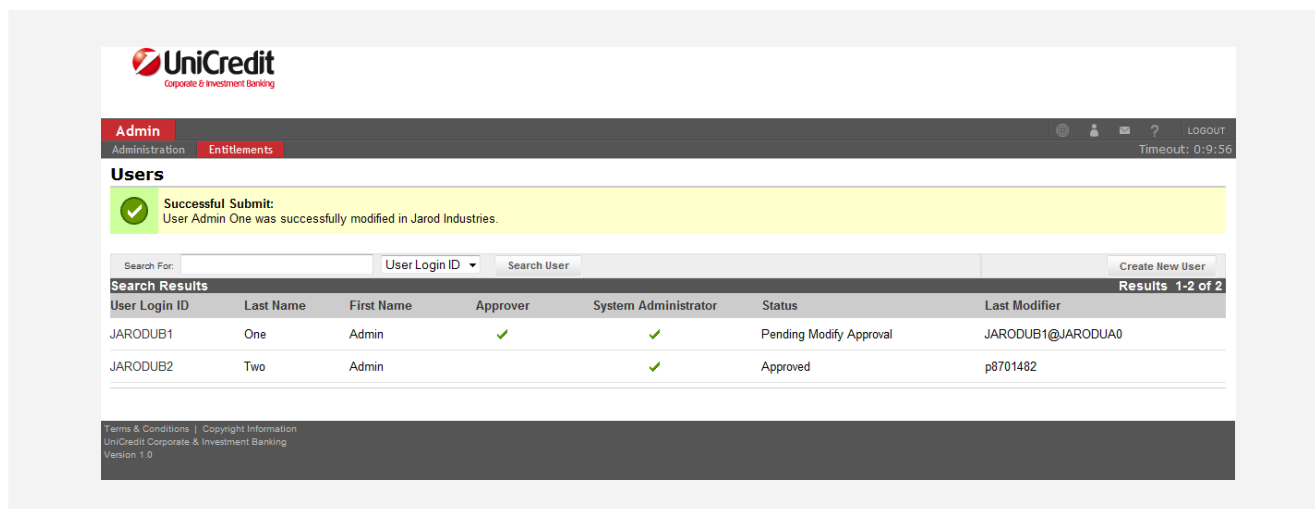 UniCredit
Corporate & Investment Banking
Admin
? LOGOUT
Administration Entitlements Timeout: 0:9:56
Users
Successful Submit:
User Admin One was successfully modified in Jarod Industries.
Search For: User Login ID Search User Create New User
Search Results Results 1-2 of 2
User Login ID Last Name First Name Approver System Administrator Status Last Modifier
JARODUB1 One Admin Pending Modify Approval JARODUB1@JARODUA0
JARODUB2 Two Admin Approved p8701482
Terms & Conditions | Copyright Information
UniCredit Corporate & Investment Banking
Version 1.0